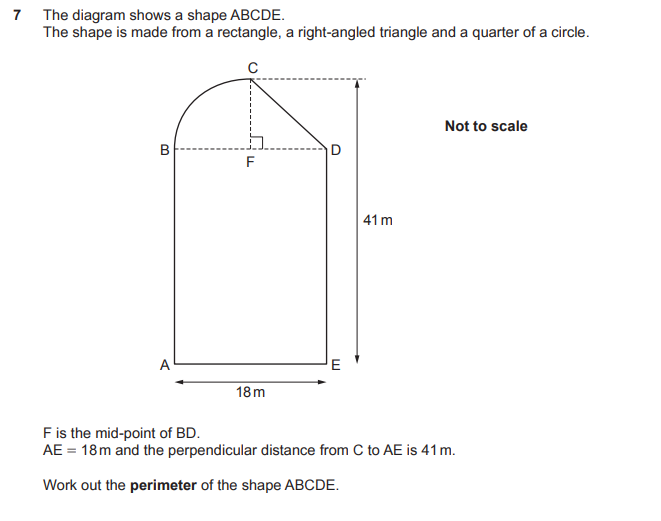 7 The diagram shows a shape ABCDE.
The shape is made from a rectangle, a right-angled triangle and a quarter of a circle.
C
Not to scale
B
D
F
41 m
A
E
18 m
F is the mid-point of BD.
AE = 18 m and the perpendicular distance from C to AE is 41 m.
Work out the perimeter of the shape ABCDE.